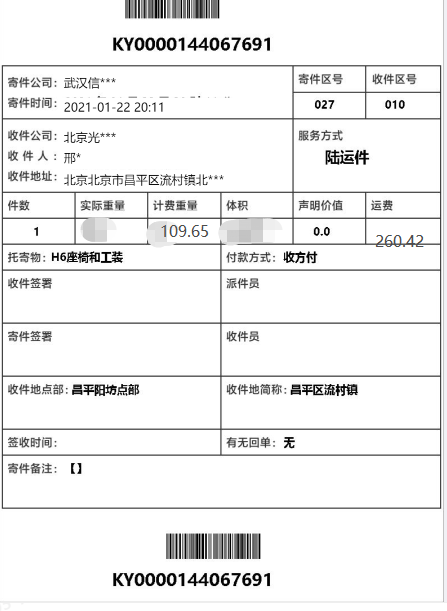 KY0000144067691
寄件公司： 武汉信*** 寄件区号 收件区号
寄件时间： 2021-01-22 20:11 027 010
收件公司： 北京光*** 服务方式
收 件 人 ： 邢* 陆运件
收件地址： 北京北京市昌平区流村镇北***
件数 实际重量 计费重量 体积 声明价值 运费
1 109.65 0.0 260.42
托寄物： H6座椅和工装 付款方式： 收方付
收件签署 派件员
寄件签署 收件员
收件地点部： 昌平阳坊点部 收件地简称： 昌平区流村镇
签收时间： 有无回单： 无
寄件备注： 【】
KY0000144067691